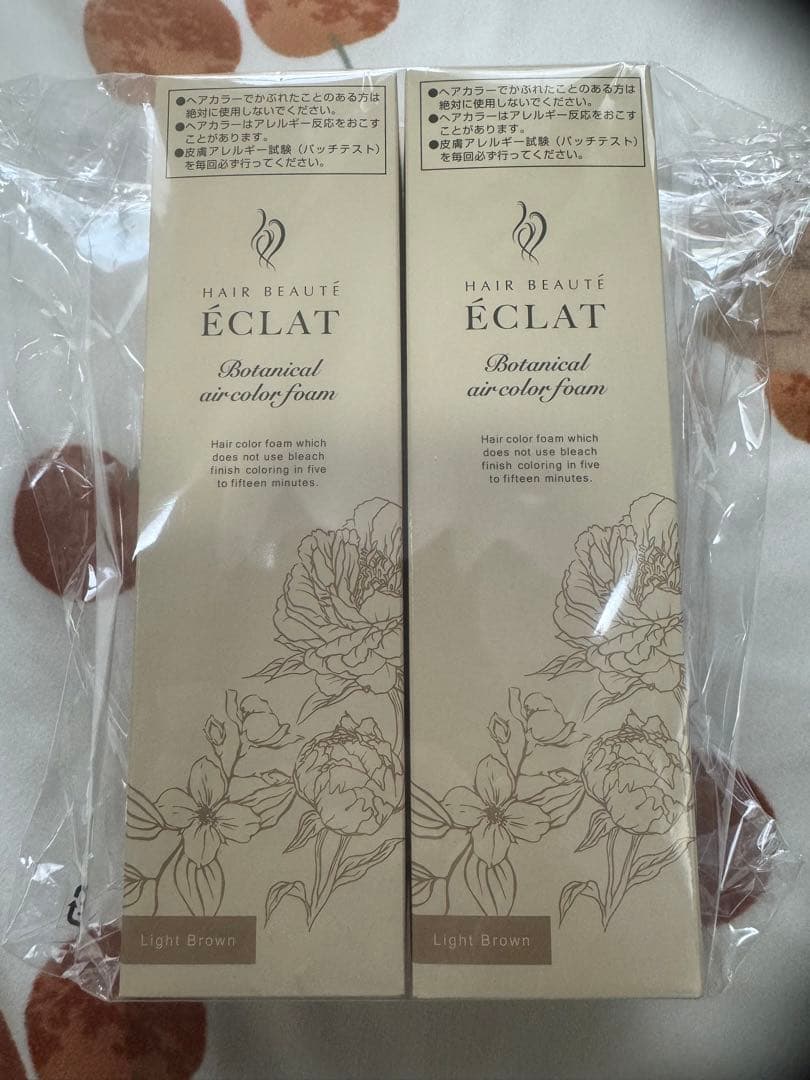 ●ヘアカラーでかぶれたことのある方は
絶対に使用しないでください。
●ヘアカラーはアレルギー反応をおこす
ことがあります。
●皮膚アレルギー試験（パッチテスト）
を毎回必ず行ってください。
HAIR BEAUTÉ
ÉCLAT
Botanical
air color foam
Hair color foam which
does not use bleach
finish coloring in five
to fifteen minutes.
Light Brown
●ヘアカラーでかぶれたことのある方は
絶対に使用しないでください。
●ヘアカラーはアレルギー反応をおこす
ことがあります。
●皮膚アレルギー試験（パッチテスト）
を毎回必ず行ってください。
HAIR BEAUTÉ
ÉCLAT
Botanical
air color foam
Hair color foam which
does not use bleach
finish coloring in five
to fifteen minutes.
Light Brown